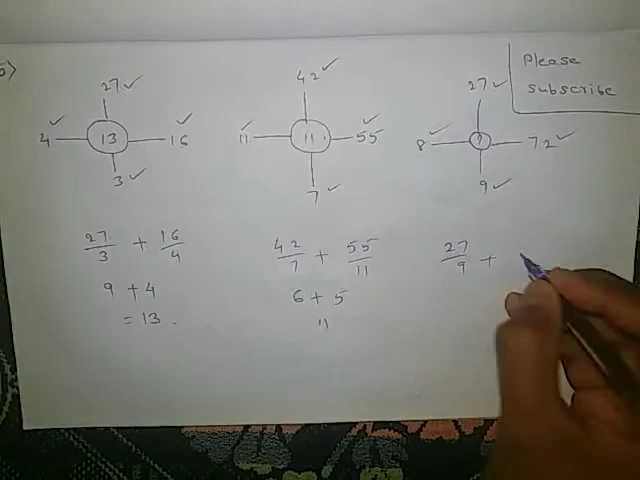 5)
27✓
4✓ 13 16✓
3✓
27/3 + 16/4
9 + 4
= 13.
42✓
11✓ 11. 55✓
7✓
42/7 + 55/11
6 + 5
11
27✓
8✓ ? 72✓
9✓
27/9 +
Please
subscribe